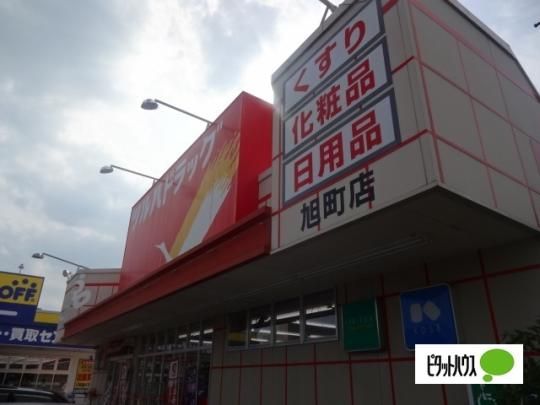 くすり
化粧品
日用品
旭町店
ツルハドラッグ
OFF
買取セ
ピタットハウス